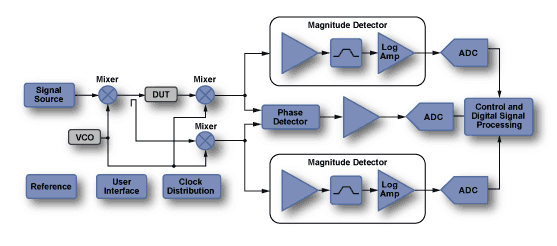 Magnitude Detector
Log
Amp
ADC
Mixer
Mixer
Signal
Source
DUT
Mixer
VCO
Phase
Detector
ADC
Control and
Digital Signal
Processing
Magnitude Detector
Log
Amp
ADC
Reference
User
Interface
Clock
Distribution